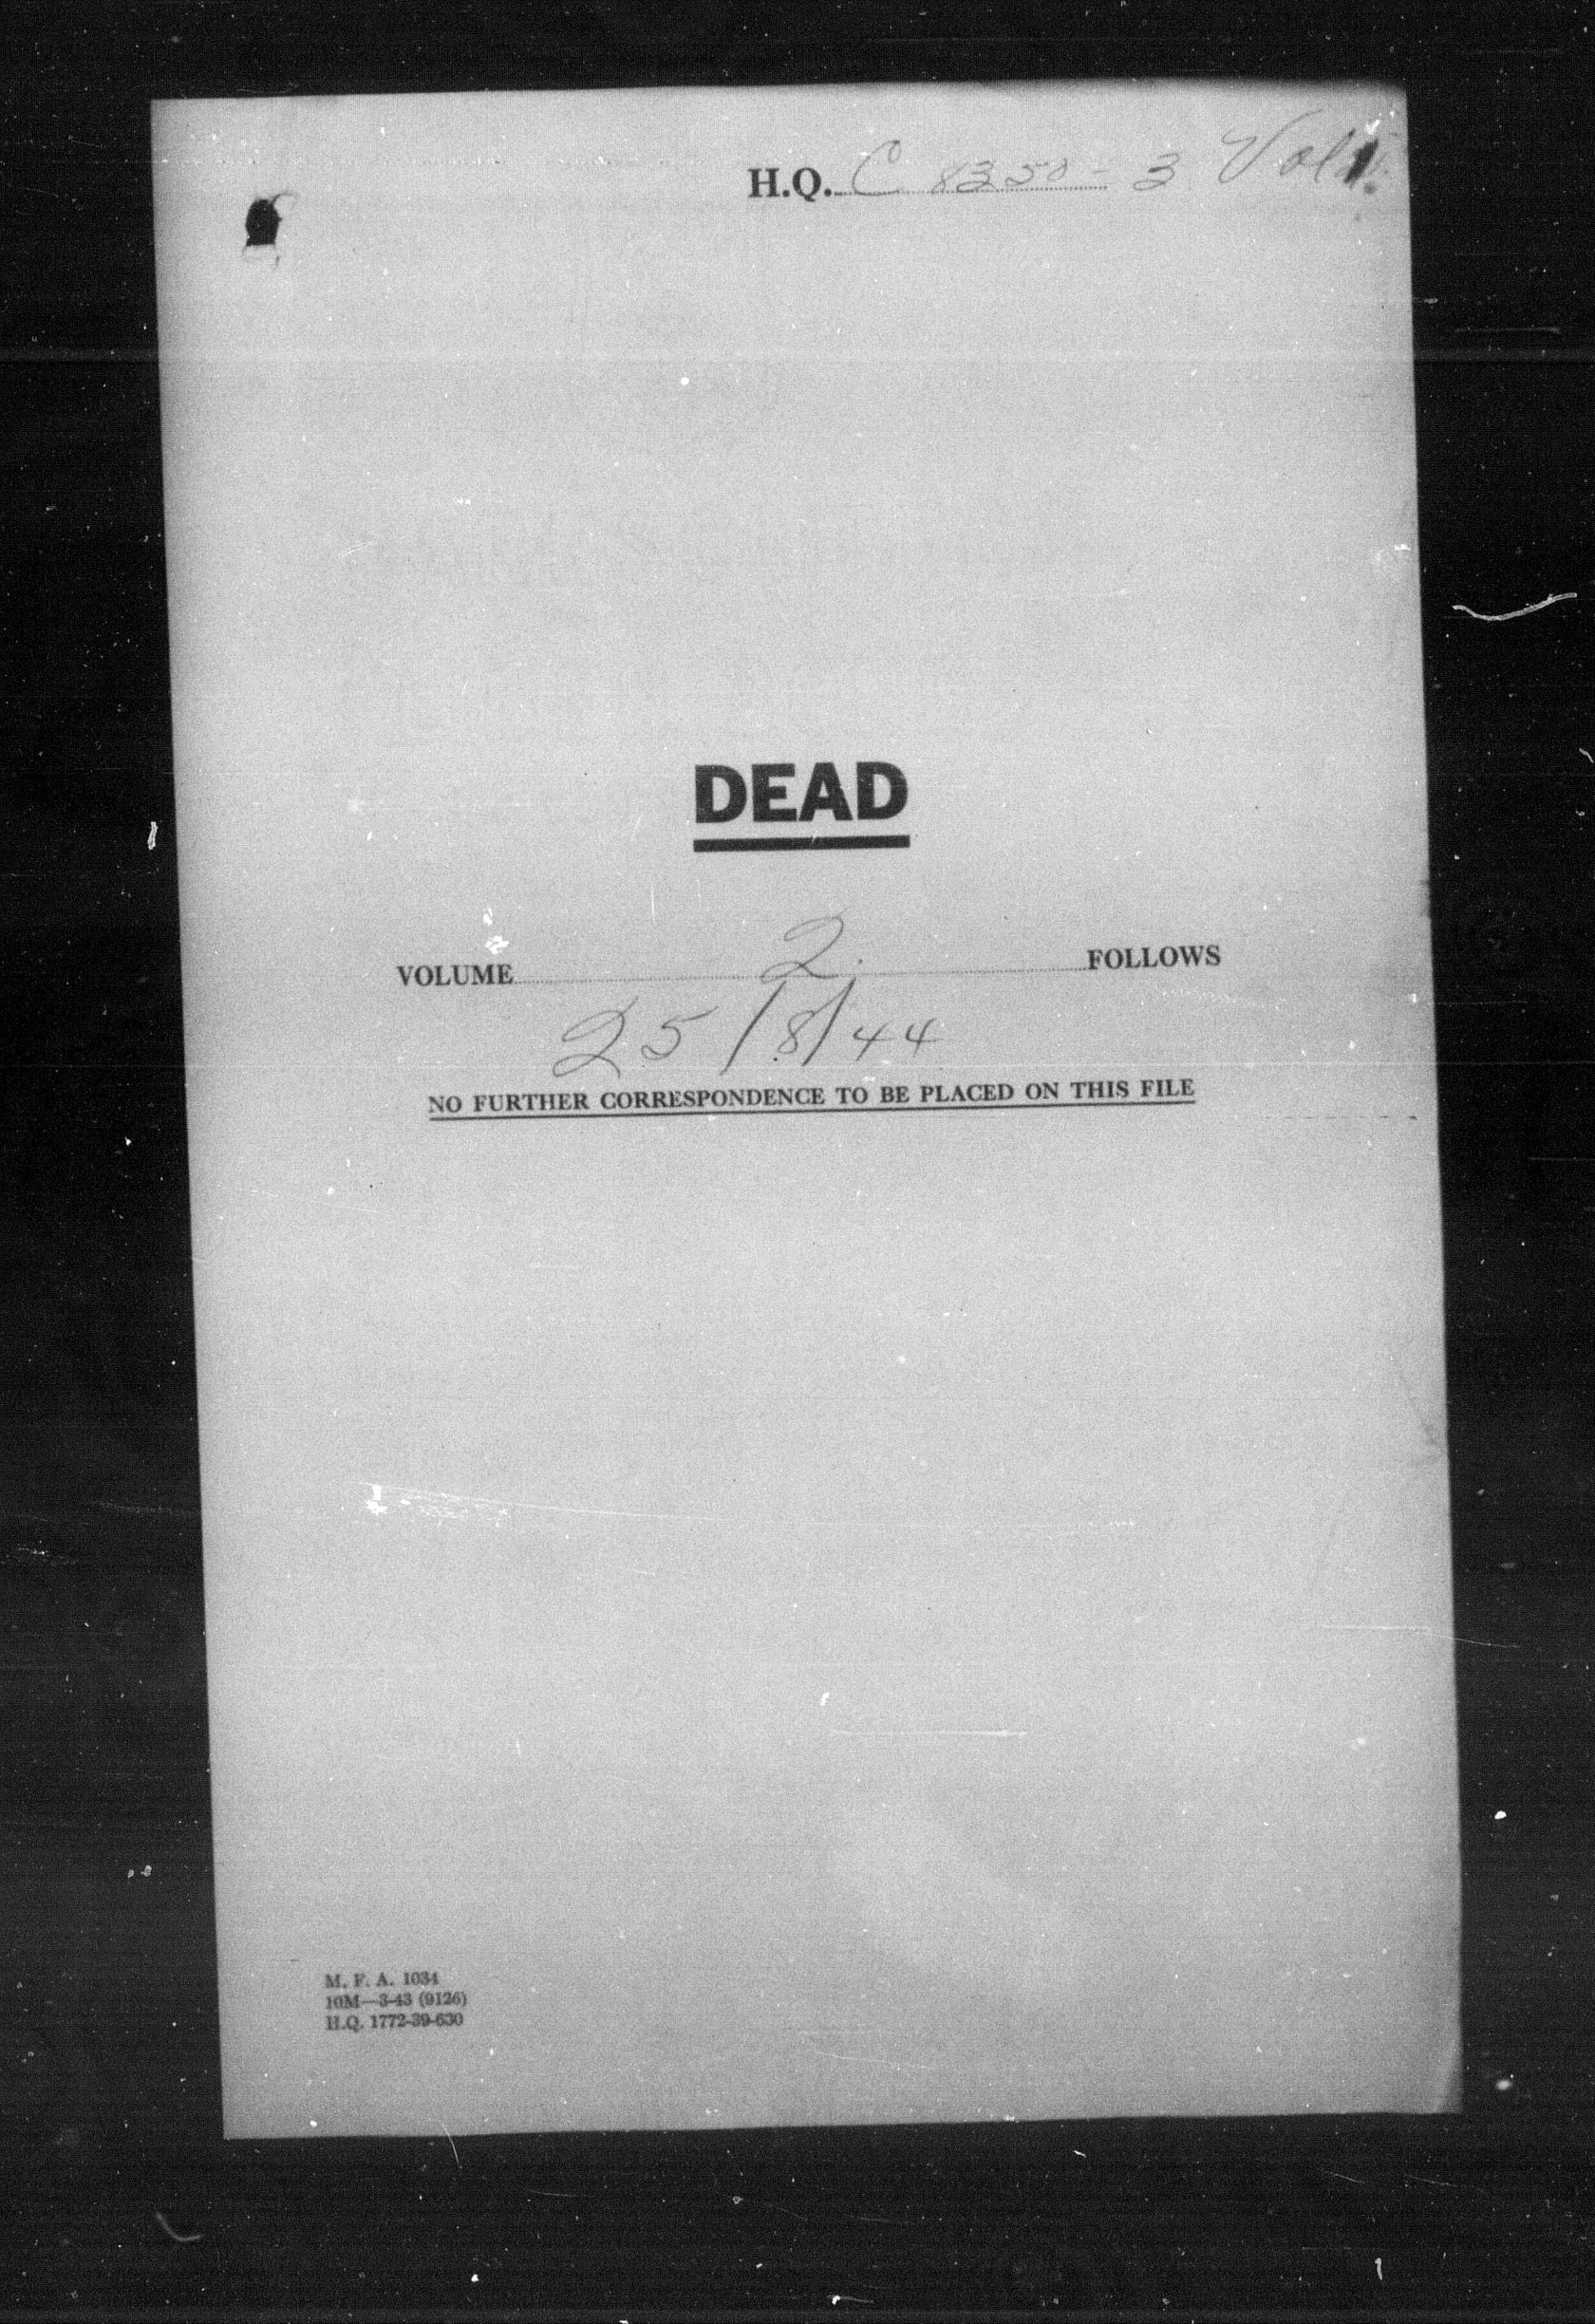 H.Q. C 8350-3 Vol 1.
DEAD
VOLUME 2. FOLLOWS
25/8/44
NO FURTHER CORRESPONDENCE TO BE PLACED ON THIS FILE
M. F. A. 1034
10M—3-43 (9126)
H.Q. 1772-39-630